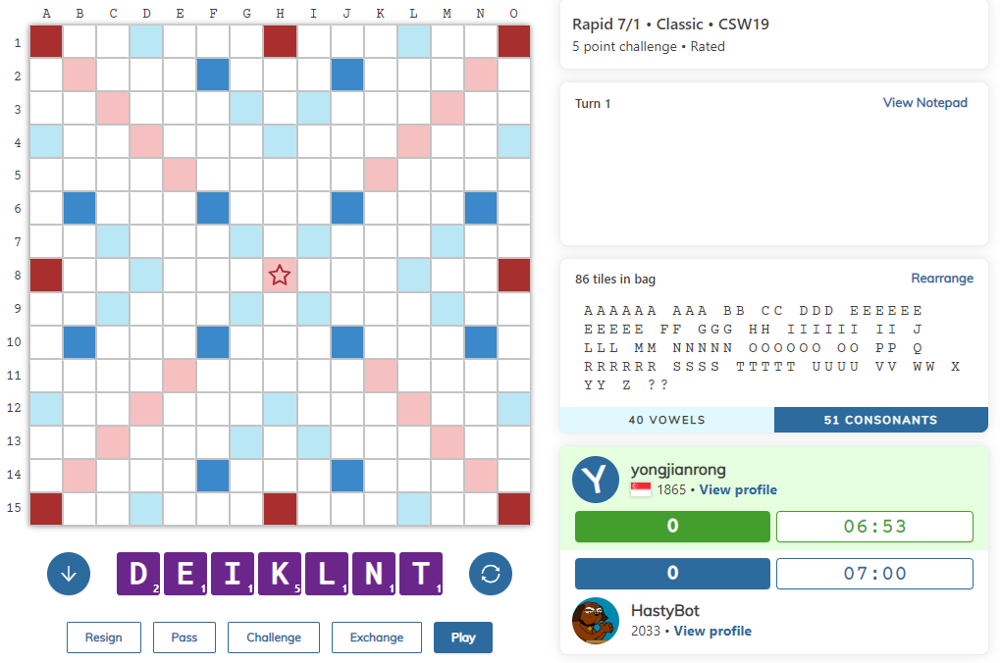 A B C D E F G H I J K L M N O
1
2
3
4
5
6
7
8
9
10
11
12
13
14
15
D2 E1 I1 K5 L1 N1 T1
Resign Pass Challenge Exchange Play
Rapid 7/1 • Classic • CSW19
5 point challenge • Rated
Turn 1 View Notepad
86 tiles in bag Rearrange
AAAAAA AAA BB CC DDD EEEEEE
EEEEE FF GGG HH IIIIII II J
LLL MM NNNNN OOOOOO OO PP Q
RRRRRR SSSS TTTTT UUUU VV WW X
YY Z ??
40 VOWELS 51 CONSONANTS
Y yongjianrong
1865 • View profile
0 06:53
0 07:00
HastyBot
2033 • View profile